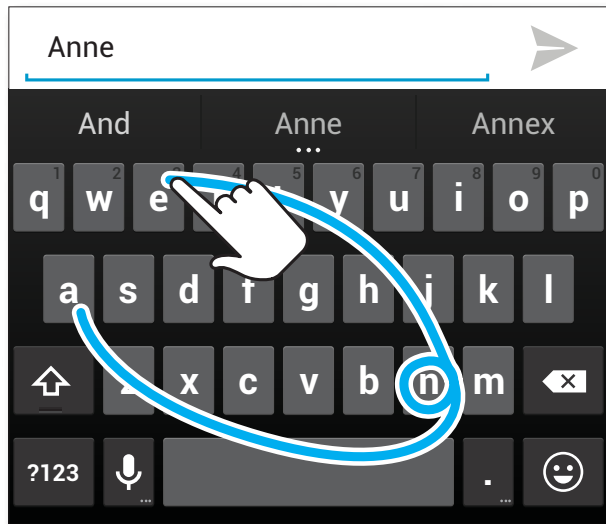 Anne
And Anne Annex
1 2 3 4 5 6 7 8 9 0
q w e y u i o p
a s d f g h j k l
z x c v b n m
?123 .